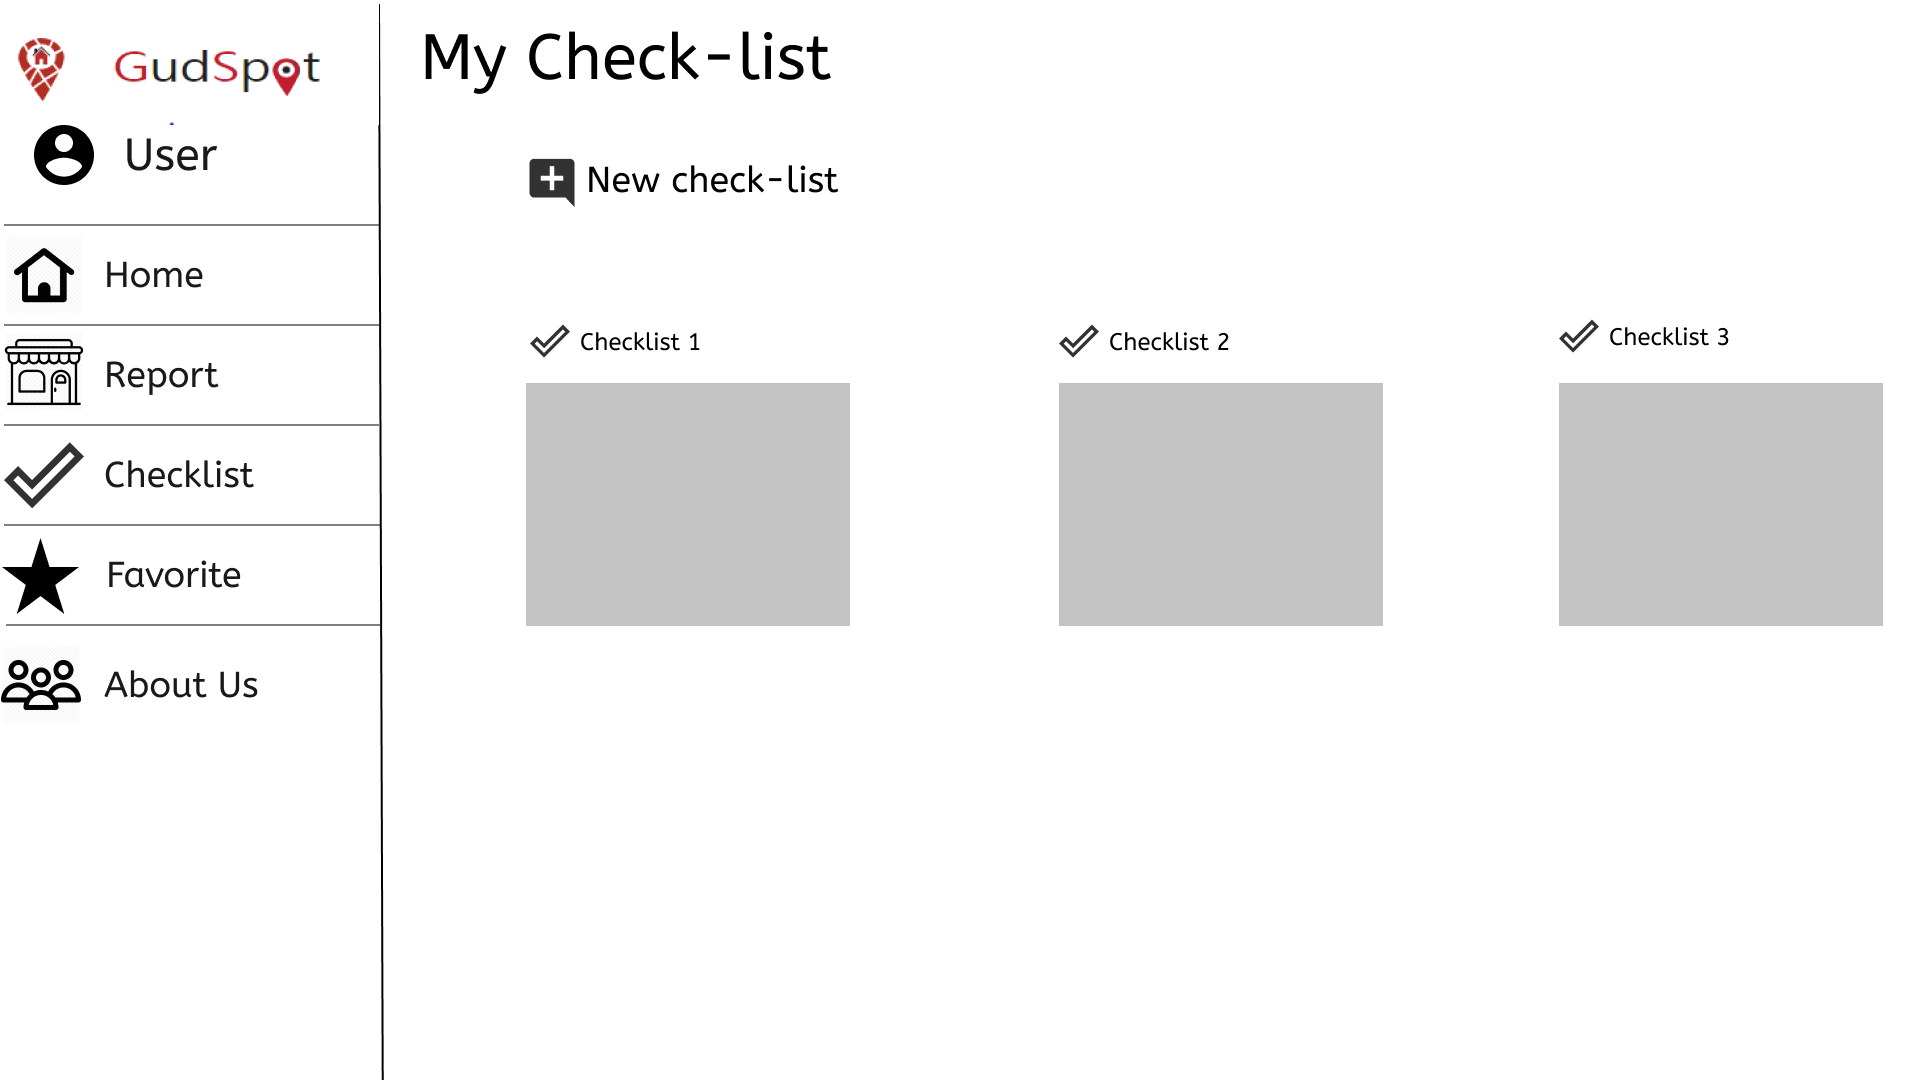 GudSpot
User
Home
Report
Checklist
Favorite
About Us
My Check-list
New check-list
Checklist 1
Checklist 2
Checklist 3